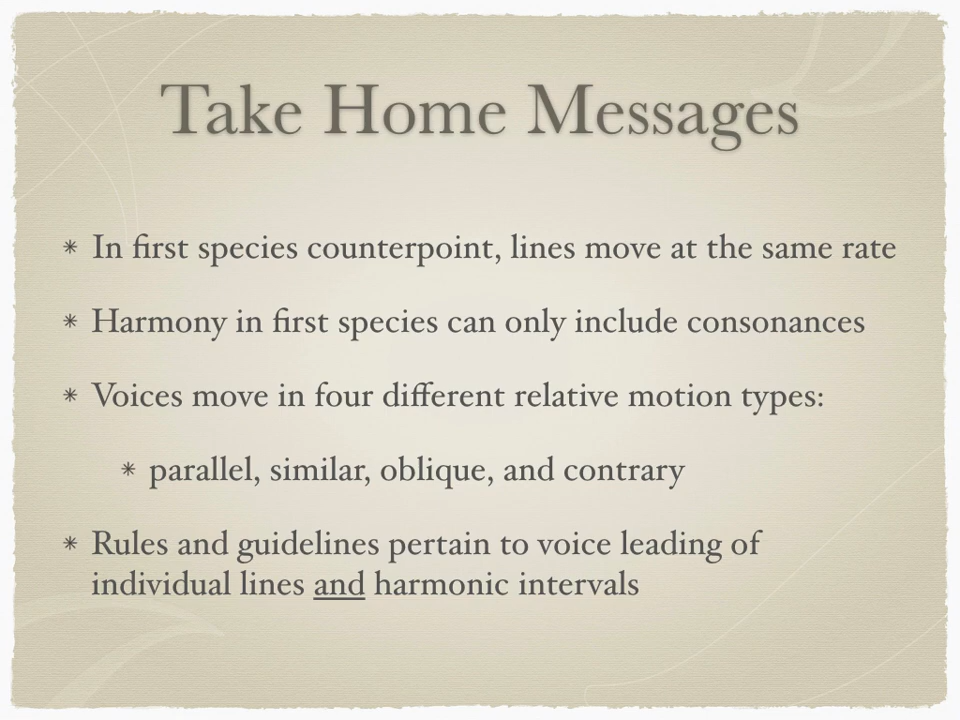 Take Home Messages
* In first species counterpoint, lines move at the same rate
* Harmony in first species can only include consonances
* Voices move in four different relative motion types:
* parallel, similar, oblique, and contrary
* Rules and guidelines pertain to voice leading of
individual lines and harmonic intervals